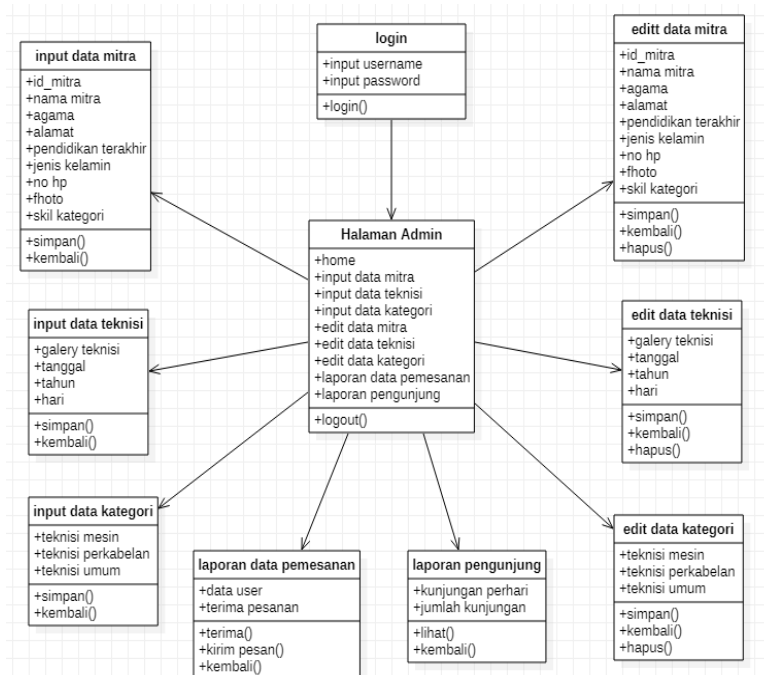 login
+input username
+input password
+login()
input data mitra
+id_mitra
+nama mitra
+agama
+alamat
+pendidikan terakhir
+jenis kelamin
+no hp
+fhoto
+skil kategori
+simpan()
+kembali()
editt data mitra
+id_mitra
+nama mitra
+agama
+alamat
+pendidikan terakhir
+jenis kelamin
+no hp
+fhoto
+skil kategori
+simpan()
+kembali()
+hapus()
Halaman Admin
+home
+input data mitra
+input data teknisi
+input data kategori
+edit data mitra
+edit data teknisi
+edit data kategori
+laporan data pemesanan
+laporan pengunjung
+logout()
input data teknisi
+galery teknisi
+tanggal
+tahun
+hari
+simpan()
+kembali()
edit data teknisi
+galery teknisi
+tanggal
+tahun
+hari
+simpan()
+kembali()
+hapus()
input data kategori
+teknisi mesin
+teknisi perkabelan
+teknisi umum
+simpan()
+kembali()
laporan data pemesanan
+data user
+terima pesanan
+terima()
+kirim pesan()
+kembali()
laporan pengunjung
+kunjungan perhari
+jumlah kunjungan
+lihat()
+kembali()
edit data kategori
+teknisi mesin
+teknisi perkabelan
+teknisi umum
+simpan()
+kembali()
+hapus()